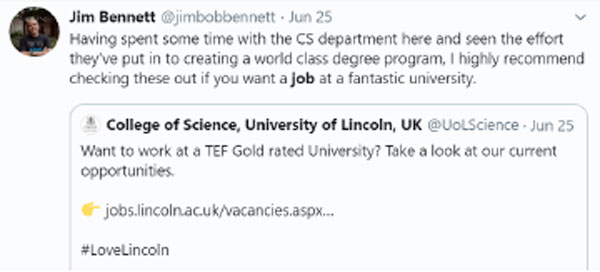 Jim Bennett @jimbobbennett · Jun 25
Having spent some time with the CS department here and seen the effort
they've put in to creating a world class degree program, I highly recommend
checking these out if you want a job at a fantastic university.
College of Science, University of Lincoln, UK @UoLScience · Jun 25
Want to work at a TEF Gold rated University? Take a look at our current
opportunities.
👉 jobs.lincoln.ac.uk/vacancies.aspx...
#LoveLincoln